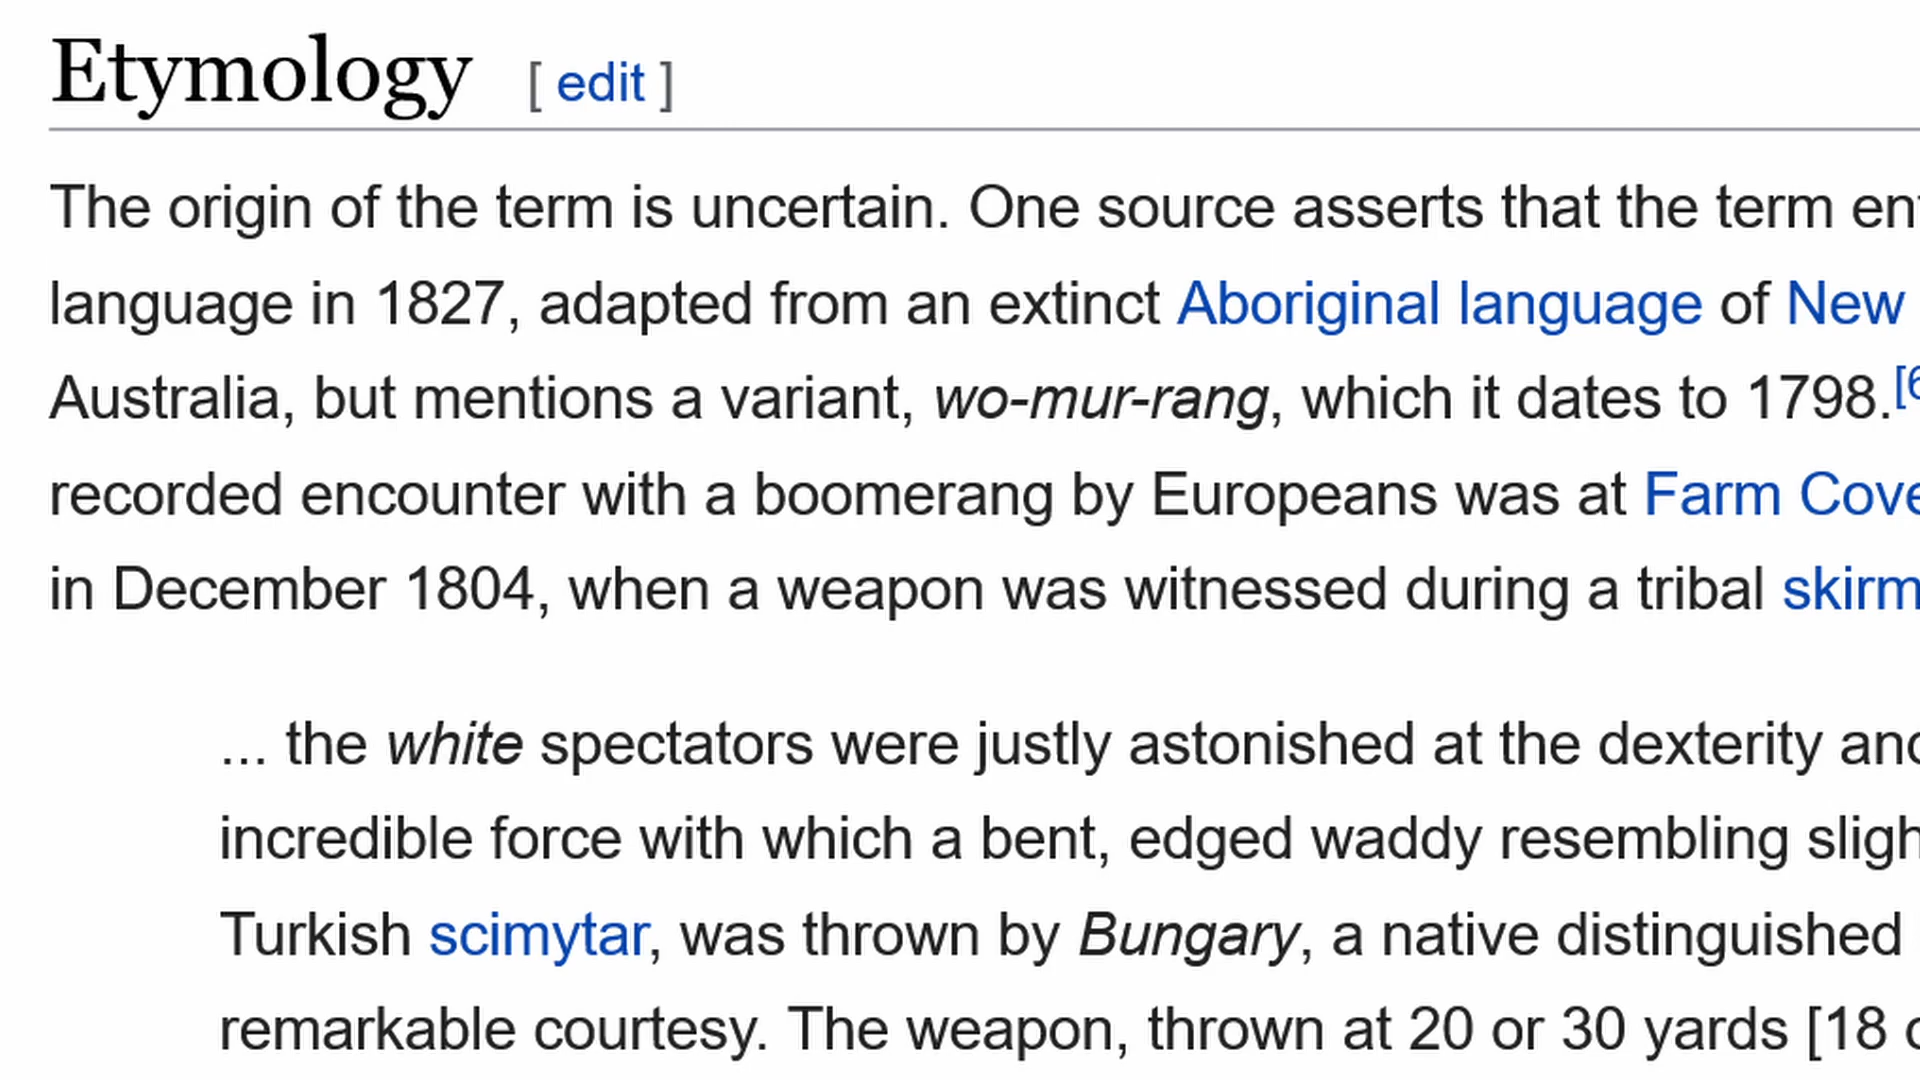 Etymology [ edit ]
The origin of the term is uncertain. One source asserts that the term
language in 1827, adapted from an extinct Aboriginal language of New
Australia, but mentions a variant, wo-mur-rang, which it dates to 1798.
recorded encounter with a boomerang by Europeans was at Farm Cove
in December 1804, when a weapon was witnessed during a tribal
... the white spectators were justly astonished at the dexterity and
incredible force with which a bent, edged waddy resembling
Turkish scimytar, was thrown by Bungary, a native distinguished
remarkable courtesy. The weapon, thrown at 20 or 30 yards [18